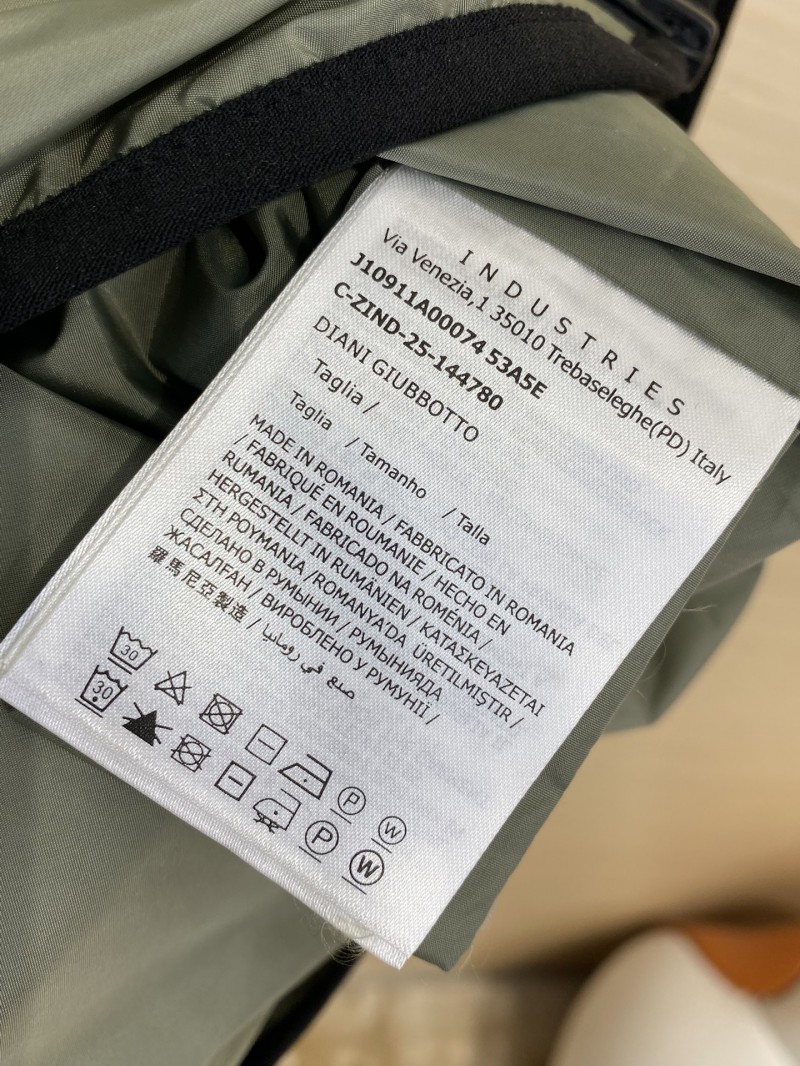 INDUSTRIES
Via Venezia,1 35010 Trebaseleghe(PD) Italy
J10911A00074 53A5E
C-ZIND-25-144780
DIANI GIUBBOTTO
Taglia /
Taglia / Tamanho / Talla
MADE IN ROMANIA / FABBRICATO IN ROMANIA
/ FABRIQUÉ EN ROUMANIE / HECHO EN
RUMANIA / FABRICADO NA ROMÉNIA /
HERGESTELLT IN RUMÄNIEN / ΚΑΤΑΣΚΕΥΑΖΕΤΑΙ
ΣΤΗ ΡΟΥΜΑΝΙΑ / ROMANYA'DA ÜRETILMIŞTIR /
СДЕЛАНО В РУМЫНИИ / РУМЫНИЯДА
ЖАСАЛҒАН / ВИРОБЛЕНО У РУМУНІЇ /
羅馬尼亞製造 / صنع في رومانيا
30 P W
30 P W